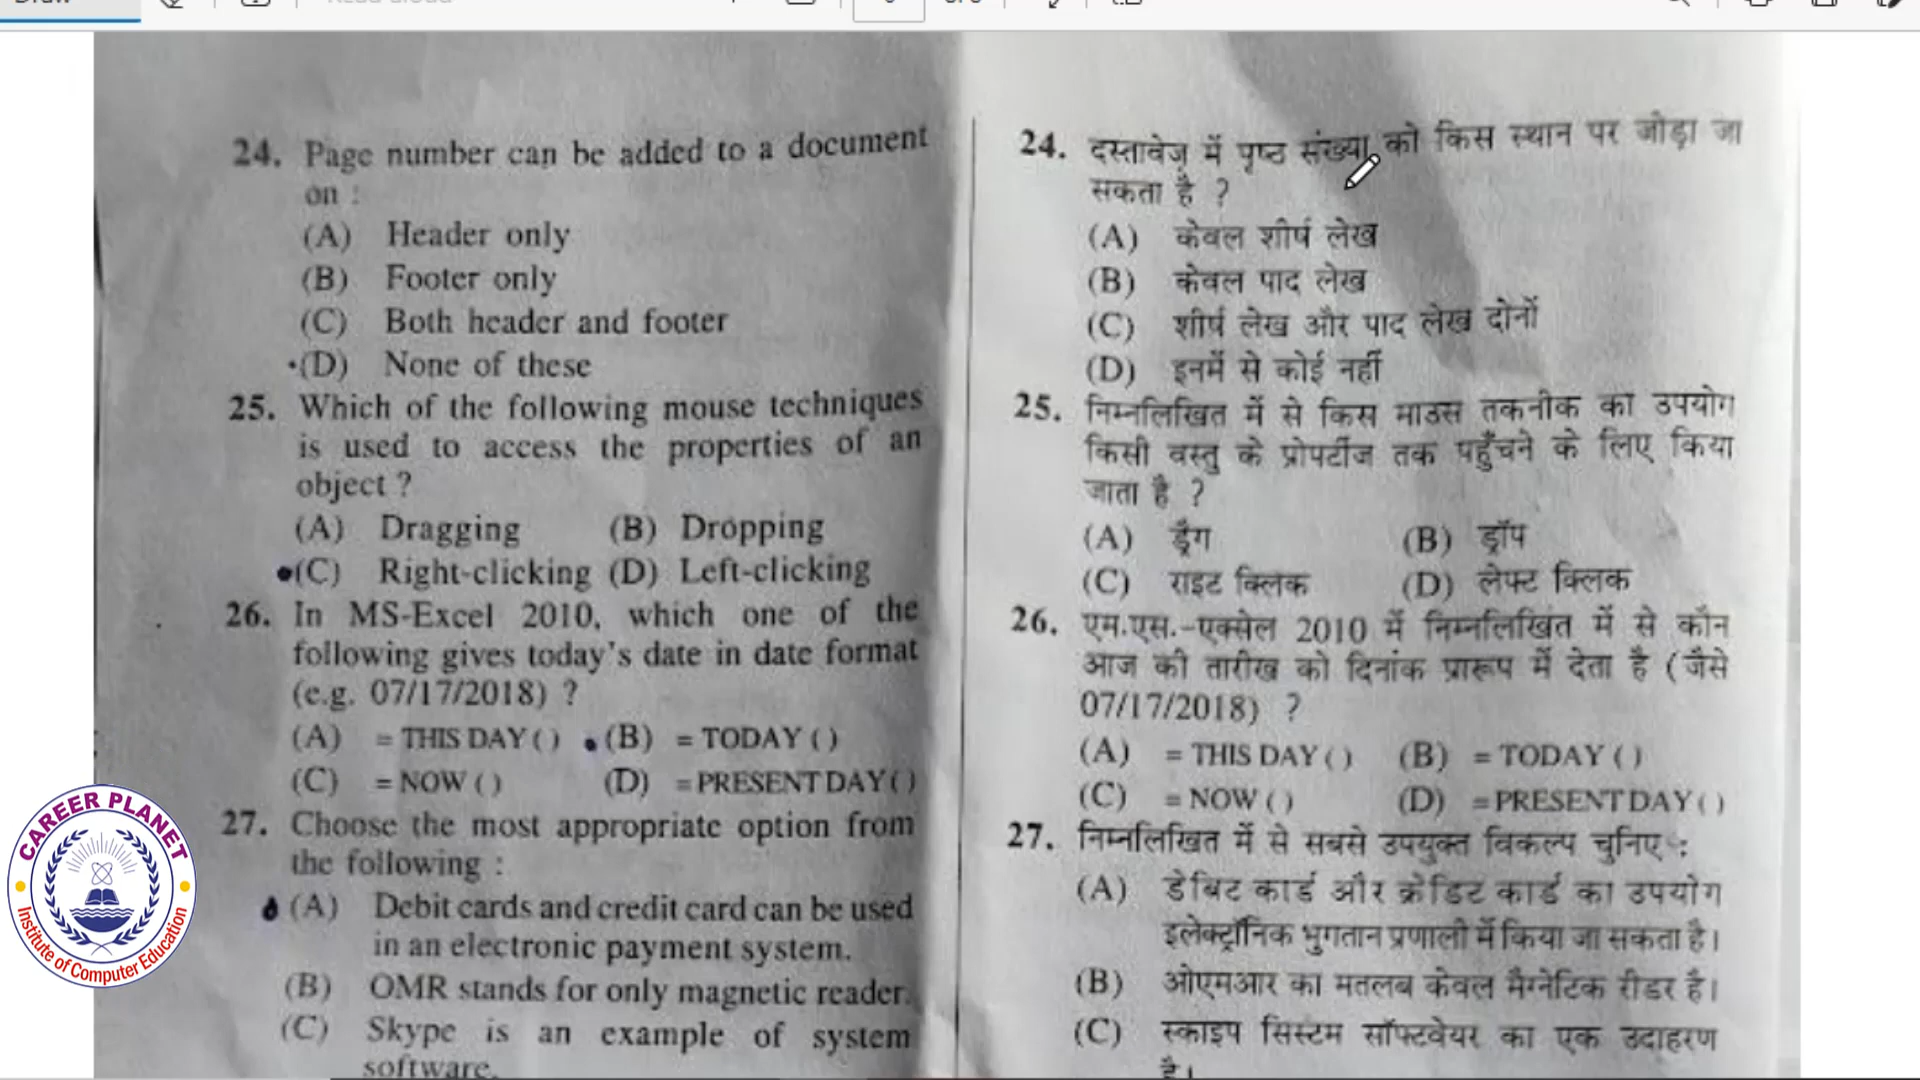 24. Page number can be added to a document
on :
(A) Header only
(B) Footer only
(C) Both header and footer
(D) None of these
25. Which of the following mouse techniques
is used to access the properties of an
object ?
(A) Dragging (B) Dropping
(C) Right-clicking (D) Left-clicking
26. In MS-Excel 2010, which one of the
following gives today's date in date format
(e.g. 07/17/2018) ?
(A) = THIS DAY ( ) (B) = TODAY ( )
(C) = NOW ( ) (D) = PRESENT DAY ( )
27. Choose the most appropriate option from
the following :
(A) Debit cards and credit card can be used
in an electronic payment system.
(B) OMR stands for only magnetic reader.
(C) Skype is an example of system
software.
24. दस्तावेज़ में पृष्ठ संख्या को किस स्थान पर जोड़ा जा
सकता है ?
(A) केवल शीर्ष लेख
(B) केवल पाद लेख
(C) शीर्ष लेख और पाद लेख दोनों
(D) इनमें से कोई नहीं
25. निम्नलिखित में से किस माउस तकनीक का उपयोग
किसी वस्तु के प्रोपर्टीज तक पहुँचने के लिए किया
जाता है ?
(A) ड्रैग (B) ड्रॉप
(C) राइट क्लिक (D) लेफ्ट क्लिक
26. एम.एस.-एक्सेल 2010 में निम्नलिखित में से कौन
आज की तारीख को दिनांक प्रारूप में देता है (जैसे
07/17/2018) ?
(A) = THIS DAY ( ) (B) = TODAY ( )
(C) = NOW ( ) (D) = PRESENT DAY ( )
27. निम्नलिखित में से सबसे उपयुक्त विकल्प चुनिए :
(A) डेबिट कार्ड और क्रेडिट कार्ड का उपयोग
इलेक्ट्रॉनिक भुगतान प्रणाली में किया जा सकता है।
(B) ओएमआर का मतलब केवल मैग्नेटिक रीडर है।
(C) स्काइप सिस्टम सॉफ्टवेयर का एक उदाहरण
है।
CAREER PLANET
Institute of Computer Education